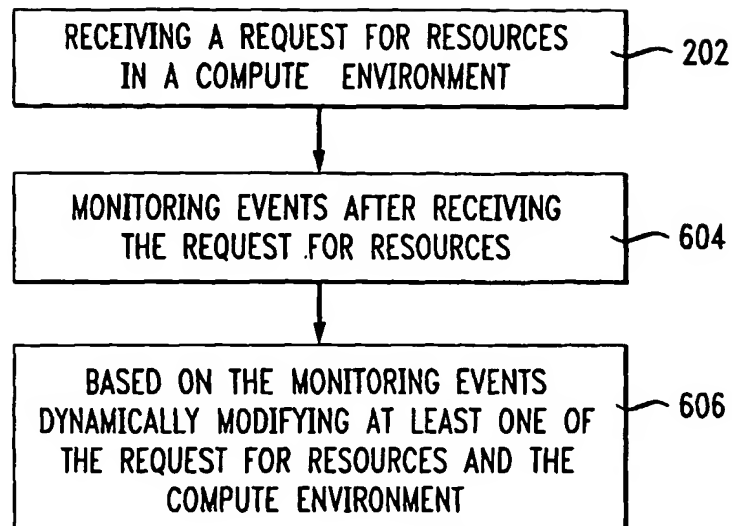 RECEIVING A REQUEST FOR RESOURCES
IN A COMPUTE ENVIRONMENT
202
MONITORING EVENTS AFTER RECEIVING
THE REQUEST FOR RESOURCES
604
BASED ON THE MONITORING EVENTS
DYNAMICALLY MODIFYING AT LEAST ONE OF
THE REQUEST FOR RESOURCES AND THE
COMPUTE ENVIRONMENT
606